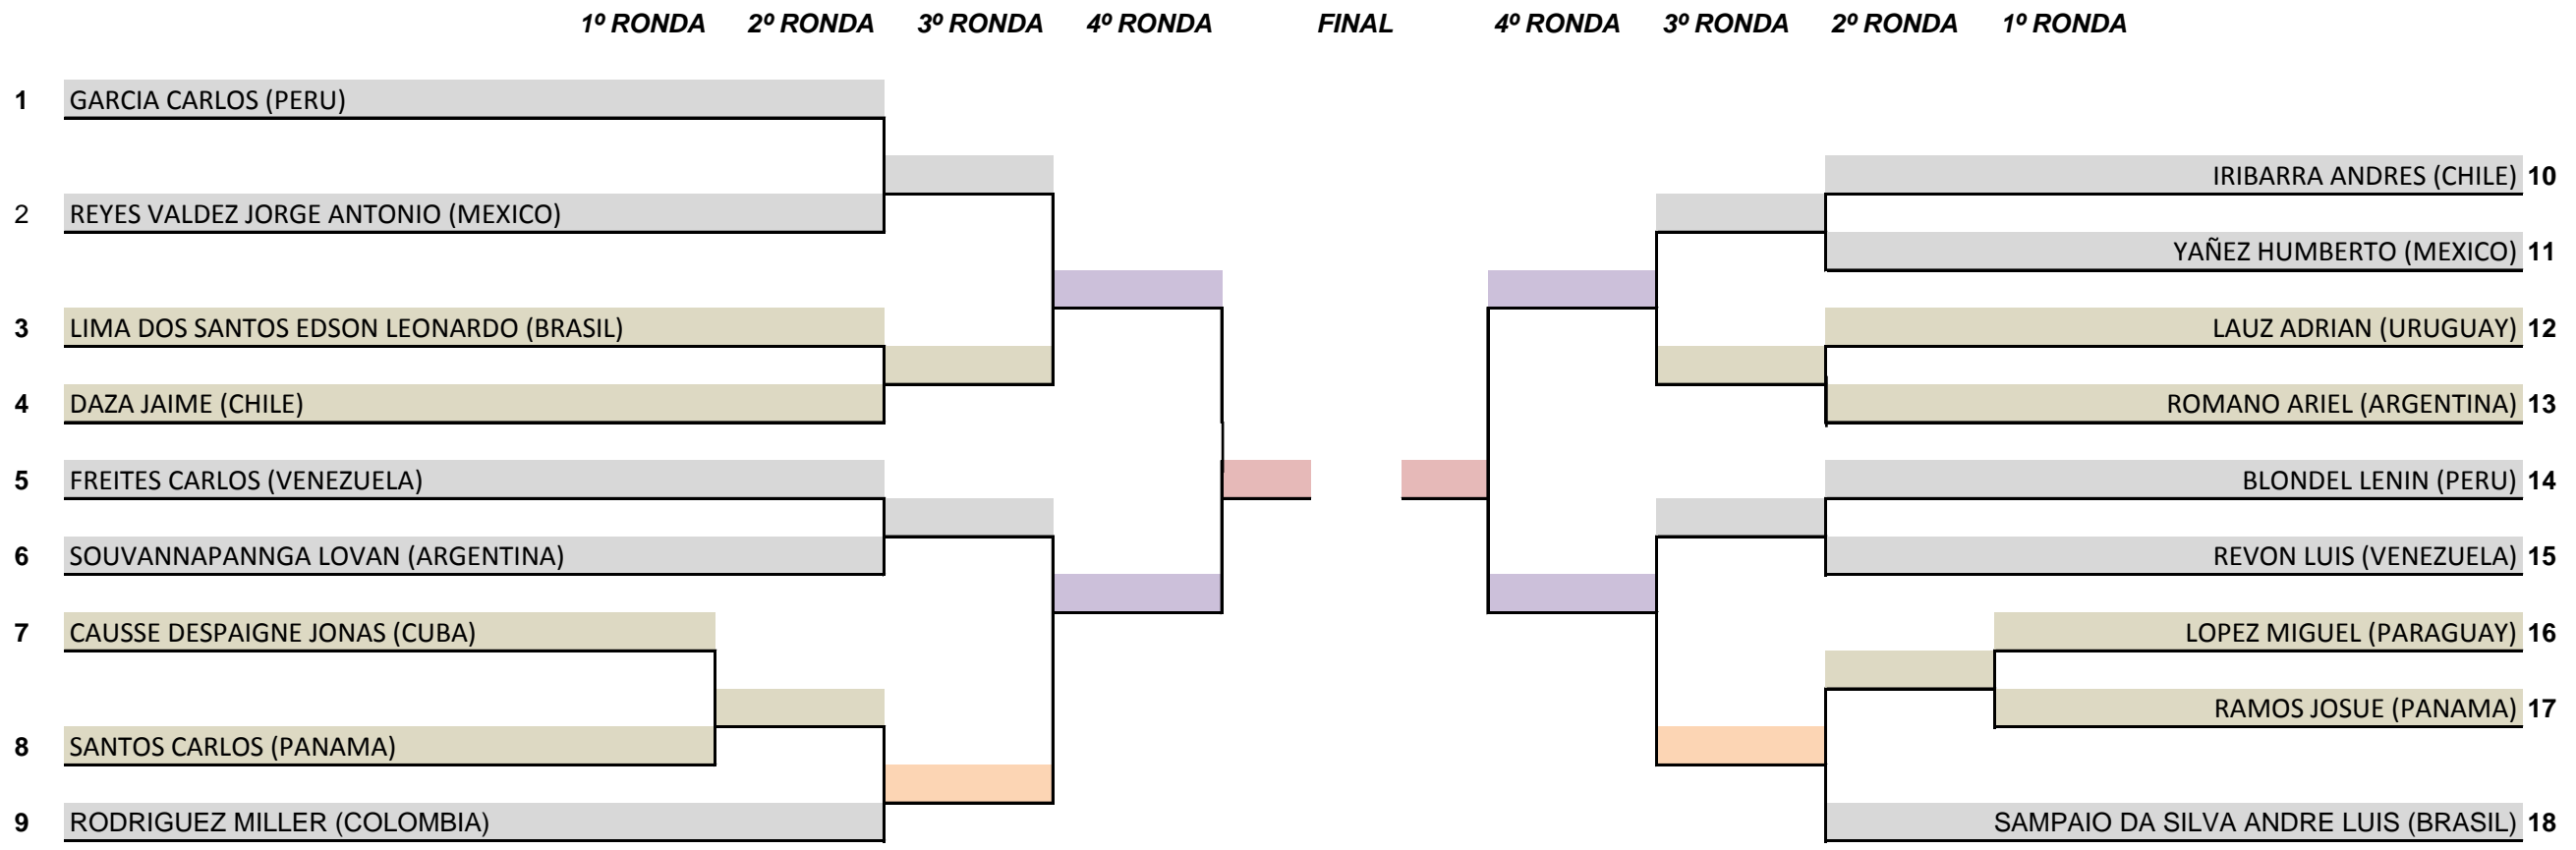 1º RONDA 2º RONDA 3º RONDA 4º RONDA FINAL 4º RONDA 3º RONDA 2º RONDA 1º RONDA
1 GARCIA CARLOS (PERU)
IRIBARRA ANDRES (CHILE) 10
2 REYES VALDEZ JORGE ANTONIO (MEXICO)
YAÑEZ HUMBERTO (MEXICO) 11
3 LIMA DOS SANTOS EDSON LEONARDO (BRASIL)
LAUZ ADRIAN (URUGUAY) 12
4 DAZA JAIME (CHILE)
ROMANO ARIEL (ARGENTINA) 13
5 FREITES CARLOS (VENEZUELA)
BLONDEL LENIN (PERU) 14
6 SOUVANNAPANNGA LOVAN (ARGENTINA)
REVON LUIS (VENEZUELA) 15
7 CAUSSE DESPAIGNE JONAS (CUBA)
LOPEZ MIGUEL (PARAGUAY) 16
RAMOS JOSUE (PANAMA) 17
8 SANTOS CARLOS (PANAMA)
9 RODRIGUEZ MILLER (COLOMBIA)
SAMPAIO DA SILVA ANDRE LUIS (BRASIL) 18